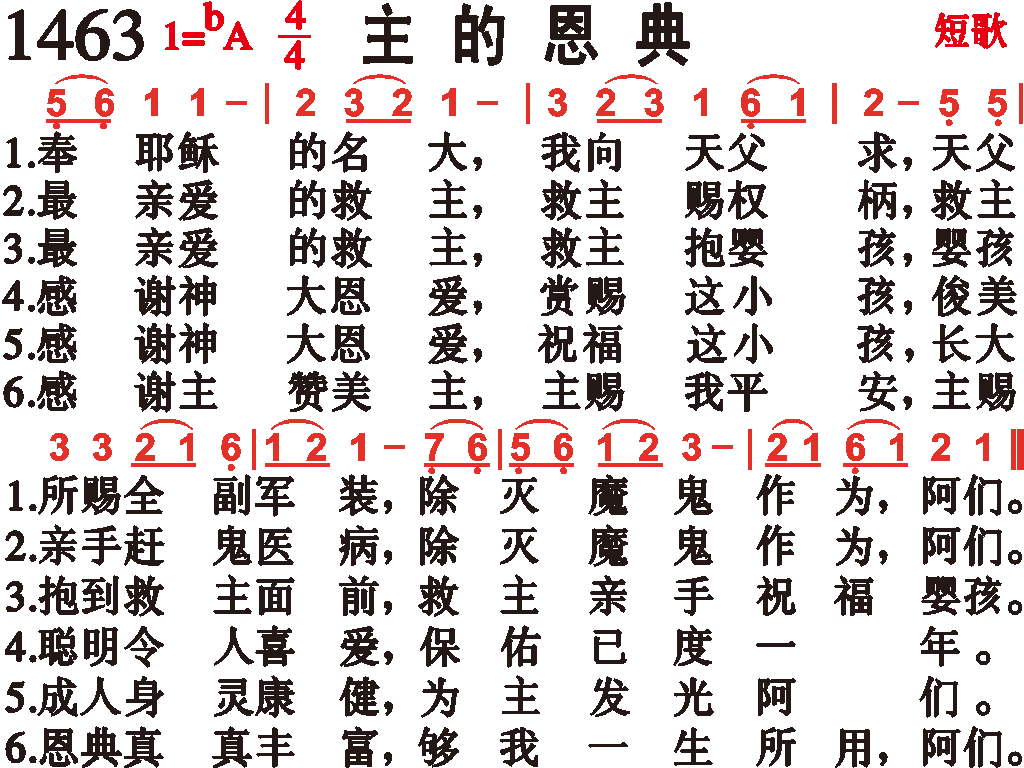 1463 1=bA 4/4 主的恩典 短歌
5 6 1 1 – | 2 3 2 1 – | 3 2 3 1 6 1 | 2 – 5 5 |
1.奉 耶稣 的名 大, 我向 天父 求,天父
2.最 亲爱 的救 主, 救主 赐权 柄,救主
3.最 亲爱 的救 主, 救主 抱婴 孩,婴孩
4.感 谢神 大恩 爱, 赏赐 这小 孩,俊美
5.感 谢神 大恩 爱, 祝福 这小 孩,长大
6.感 谢主 赞美 主, 主赐 我平 安,主赐
3 3 2 1 6 | 1 2 1 – 7 6 | 5 6 1 2 3 – | 2 1 6 1 2 1 ‖
1.所赐全 副军 装,除 灭 魔 鬼 作 为,阿们。
2.亲手赶 鬼医 病,除 灭 魔 鬼 作 为,阿们。
3.抱到救 主面 前,救 主 亲 手 祝 福 婴孩。
4.聪明令 人喜 爱,保 佑 已 度 一 年。
5.成人身 灵康 健,为 主 发 光 阿 们。
6.恩典真 真丰 富,够 我 一 生 所 用,阿们。